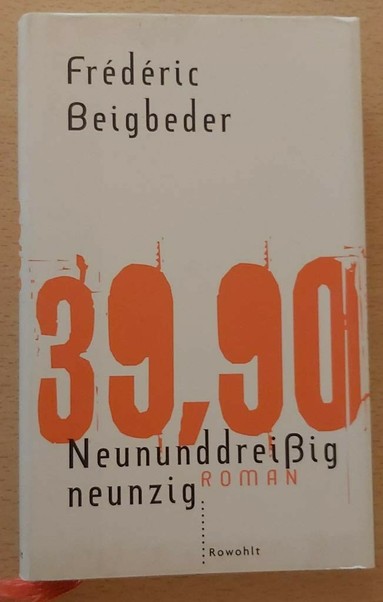 Frédéric
Beigbeder
39,90
Neununddreißig
neunzig
ROMAN
Rowohlt